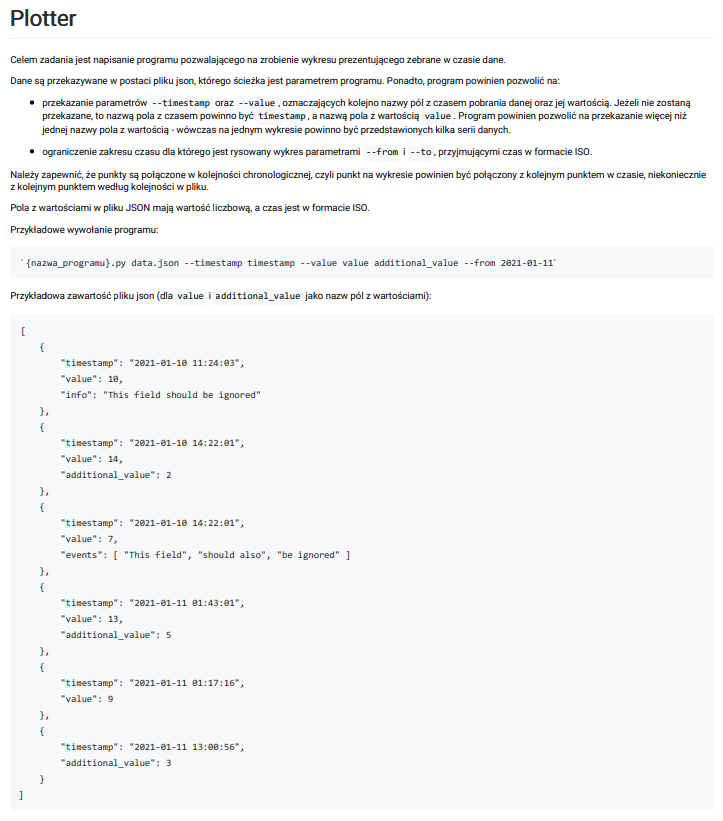 Plotter
Celem zadania jest napisanie programu pozwalającego na zrobienie wykresu prezentującego zebrane w czasie dane.
Dane są przekazywane w postaci pliku json, którego ścieżka jest parametrem programu. Ponadto, program powinien pozwolić na:
• przekazanie parametrów --timestamp oraz --value , oznaczających kolejno nazwy pól z czasem pobrania danej oraz jej wartością. Jeżeli nie zostaną
przekazane, to nazwą pola z czasem powinno być timestamp, a nazwą pola z wartością value . Program powinien pozwolić na przekazanie więcej niż
jednej nazwy pola z wartością - wówczas na jednym wykresie powinno być przedstawionych kilka serii danych.
• ograniczenie zakresu czasu dla którego jest rysowany wykres parametrami --from i --to , przyjmującymi czas w formacie ISO.
Należy zapewnić, że punkty są połączone w kolejności chronologicznej, czyli punkt na wykresie powinien być połączony z kolejnym punktem w czasie, niekoniecznie
z kolejnym punktem według kolejności w pliku.
Pola z wartościami w pliku JSON mają wartość liczbową, a czas jest w formacie ISO.
Przykładowe wywołanie programu:
`{nazwa_programu}.py data.json --timestamp timestamp --value value additional_value --from 2021-01-11`
Przykładowa zawartość pliku json (dla value i additional_value jako nazw pól z wartościami):
[
{
"timestamp": "2021-01-10 11:24:03",
"value": 10,
"info": "This field should be ignored"
},
{
"timestamp": "2021-01-10 14:22:01",
"value": 14,
"additional_value": 2
},
{
"timestamp": "2021-01-10 14:22:01",
"value": 7,
"events": [ "This field", "should also", "be ignored" ]
},
{
"timestamp": "2021-01-11 01:43:01",
"value": 13,
"additional_value": 5
},
{
"timestamp": "2021-01-11 01:17:16",
"value": 9
},
{
"timestamp": "2021-01-11 13:00:56",
"additional_value": 3
}
]